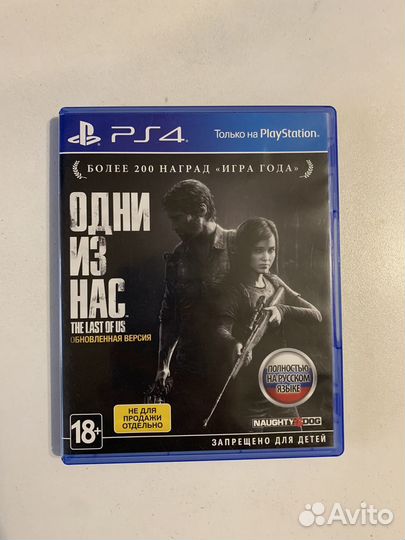 PS4
Только на PlayStation®
БОЛЕЕ 200 НАГРАД «ИГРА ГОДА»
ОДНИ
ИЗ
НАС
THE LAST OF US
ОБНОВЛЕННАЯ ВЕРСИЯ
ПОЛНОСТЬЮ
НА РУССКОМ
ЯЗЫКЕ
НЕ ДЛЯ
ПРОДАЖИ
ОТДЕЛЬНО
18+
NAUGHTY DOG
ЗАПРЕЩЕНО ДЛЯ ДЕТЕЙ
Avito